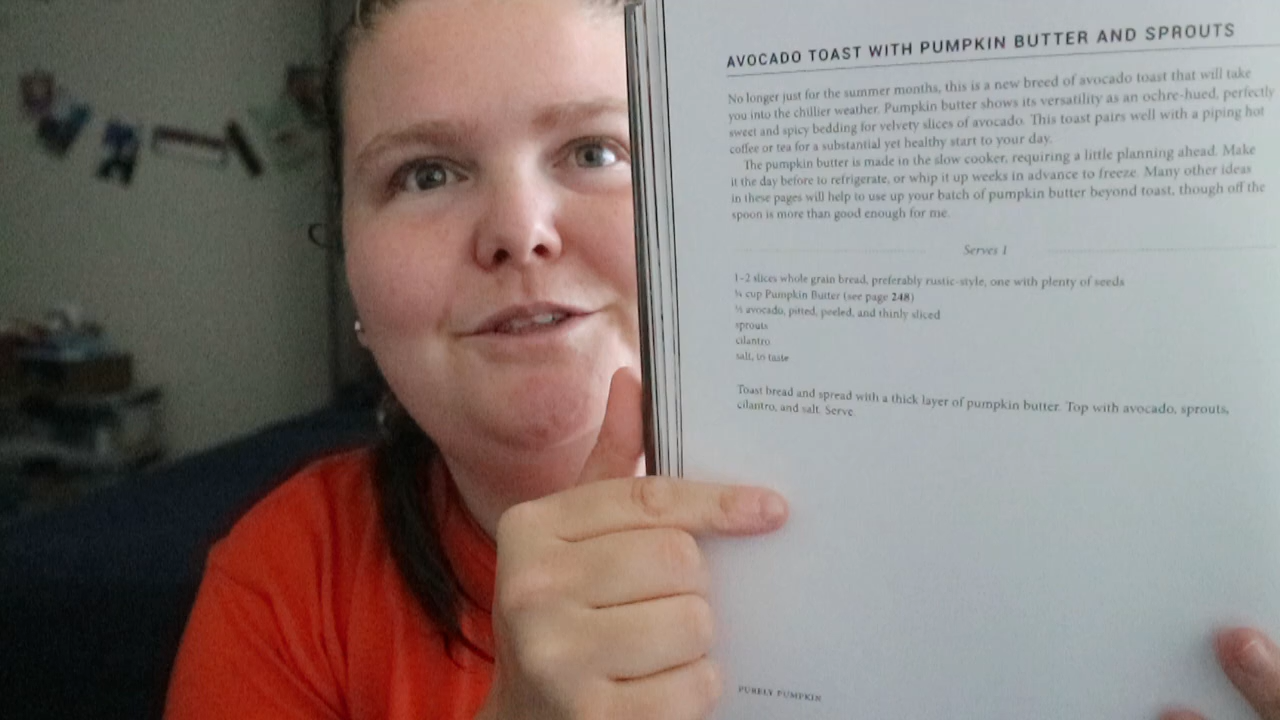 AVOCADO TOAST WITH PUMPKIN BUTTER AND SPROUTS
No longer just for the summer months, this is a new breed of avocado toast that will take
you into the chillier weather. Pumpkin butter shows its versatility as an ochre-hued, perfectly
sweet and spicy bedding for velvety slices of avocado. This toast pairs well with a piping hot
coffee or tea for a substantial yet healthy start to your day.
The pumpkin butter is made in the slow cooker, requiring a little planning ahead. Make
it the day before to refrigerate, or whip it up weeks in advance to freeze. Many other ideas
in these pages will help to use up your batch of pumpkin butter beyond toast, though off the
spoon is more than good enough for me.
Serves 1
1–2 slices whole grain bread, preferably rustic-style, one with plenty of seeds
¼ cup Pumpkin Butter (see page 248)
½ avocado, pitted, peeled, and thinly sliced
sprouts
cilantro
salt, to taste
Toast bread and spread with a thick layer of pumpkin butter. Top with avocado, sprouts,
cilantro, and salt. Serve.
PURELY PUMPKIN